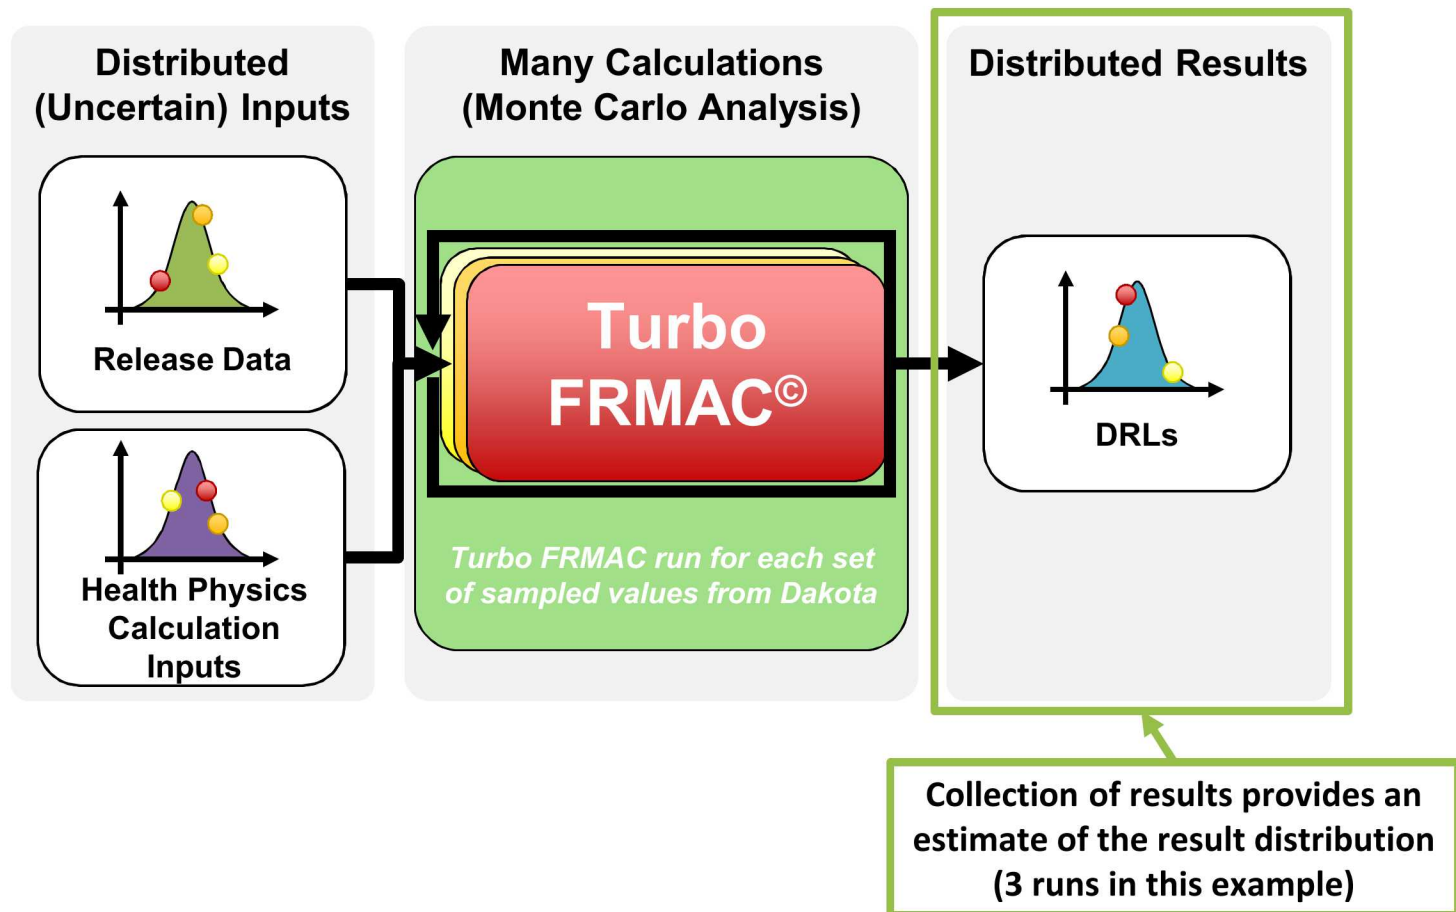 Distributed
(Uncertain) Inputs
Release Data
Health Physics
Calculation
Inputs
Many Calculations
(Monte Carlo Analysis)
Turbo
FRMAC©
Turbo FRMAC run for each set
of sampled values from Dakota
Distributed Results
DRLs
Collection of results provides an
estimate of the result distribution
(3 runs in this example)